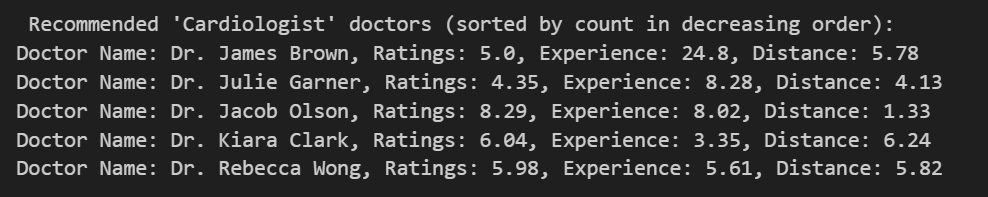 Recommended 'Cardiologist' doctors (sorted by count in decreasing order):
Doctor Name: Dr. James Brown, Ratings: 5.0, Experience: 24.8, Distance: 5.78
Doctor Name: Dr. Julie Garner, Ratings: 4.35, Experience: 8.28, Distance: 4.13
Doctor Name: Dr. Jacob Olson, Ratings: 8.29, Experience: 8.02, Distance: 1.33
Doctor Name: Dr. Kiara Clark, Ratings: 6.04, Experience: 3.35, Distance: 6.24
Doctor Name: Dr. Rebecca Wong, Ratings: 5.98, Experience: 5.61, Distance: 5.82